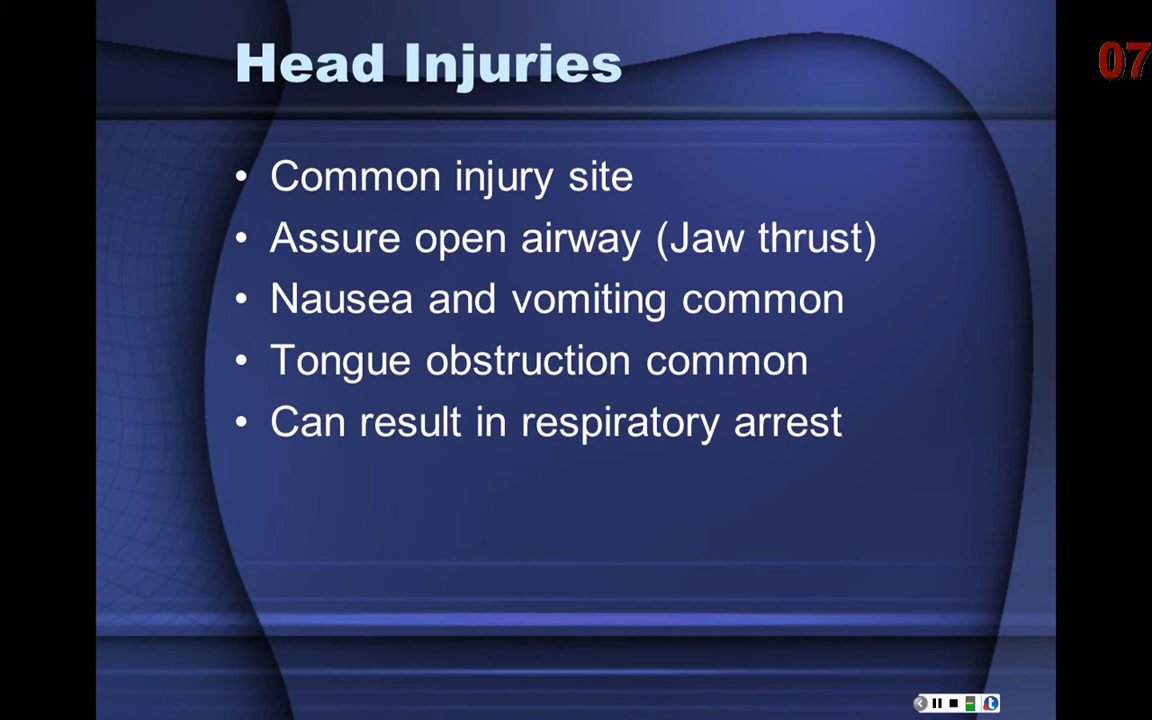 Head Injuries
07
• Common injury site
• Assure open airway (Jaw thrust)
• Nausea and vomiting common
• Tongue obstruction common
• Can result in respiratory arrest
t